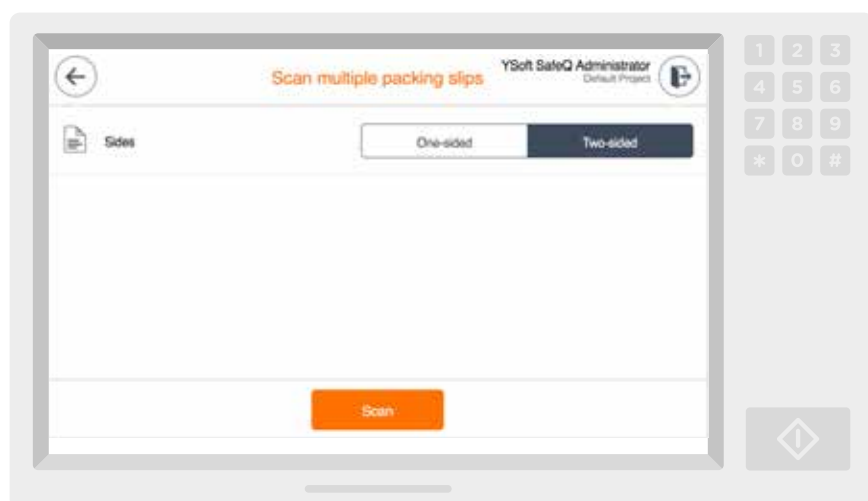 Scan multiple packing slips
YSoft SafeQ Administrator
Default Project
Sides
One-sided
Two-sided
Scan
1 2 3
4 5 6
7 8 9
* 0 #